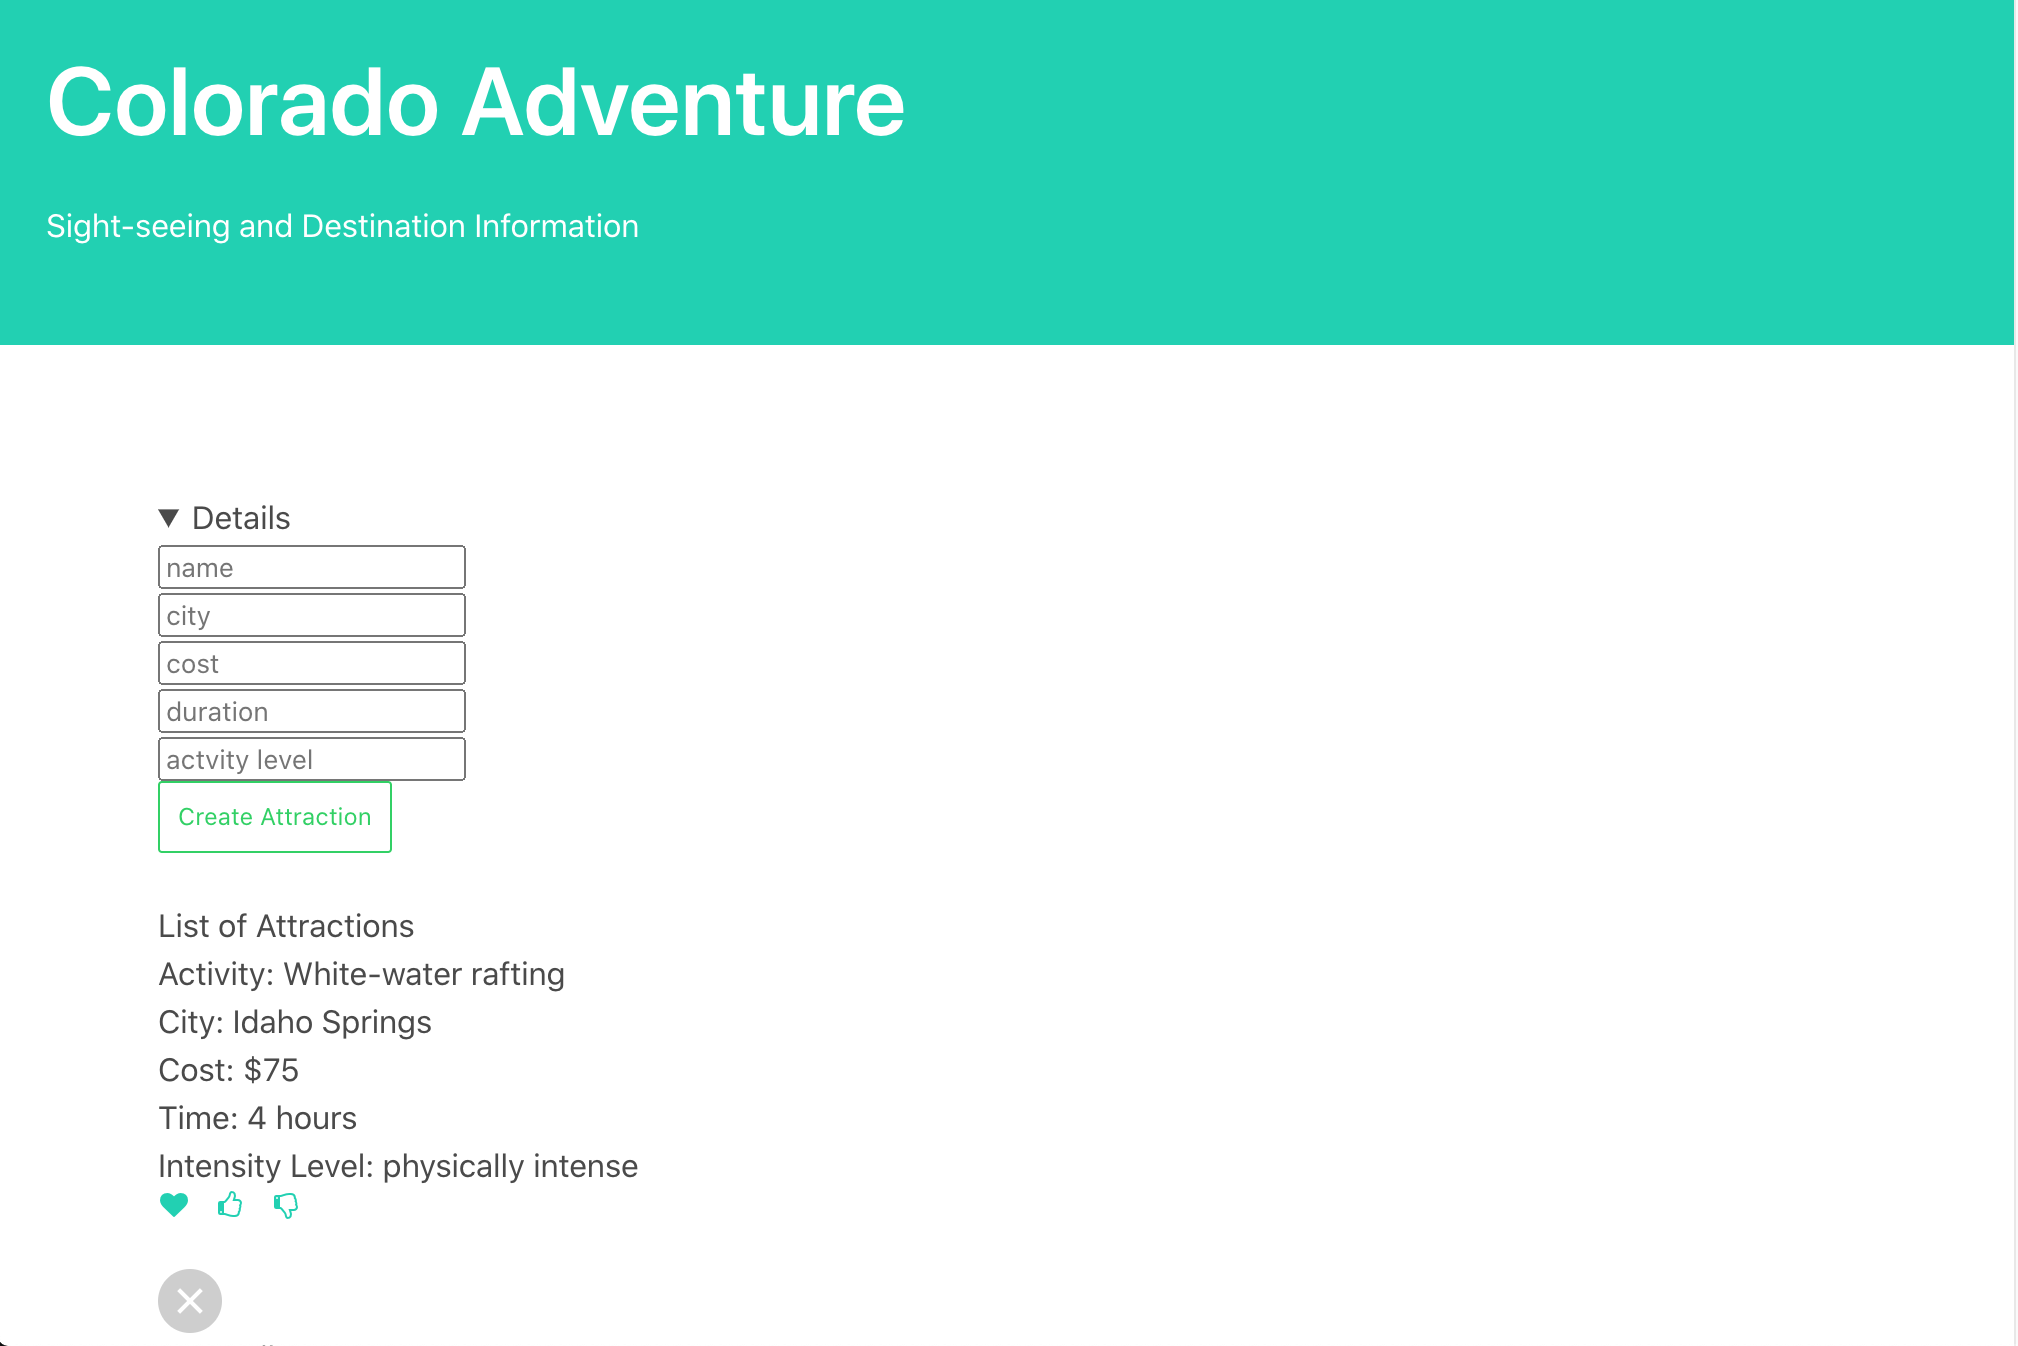 Colorado Adventure
Sight-seeing and Destination Information
Details
name
city
cost
duration
actvity level
Create Attraction
List of Attractions
Activity: White-water rafting
City: Idaho Springs
Cost: $75
Time: 4 hours
Intensity Level: physically intense